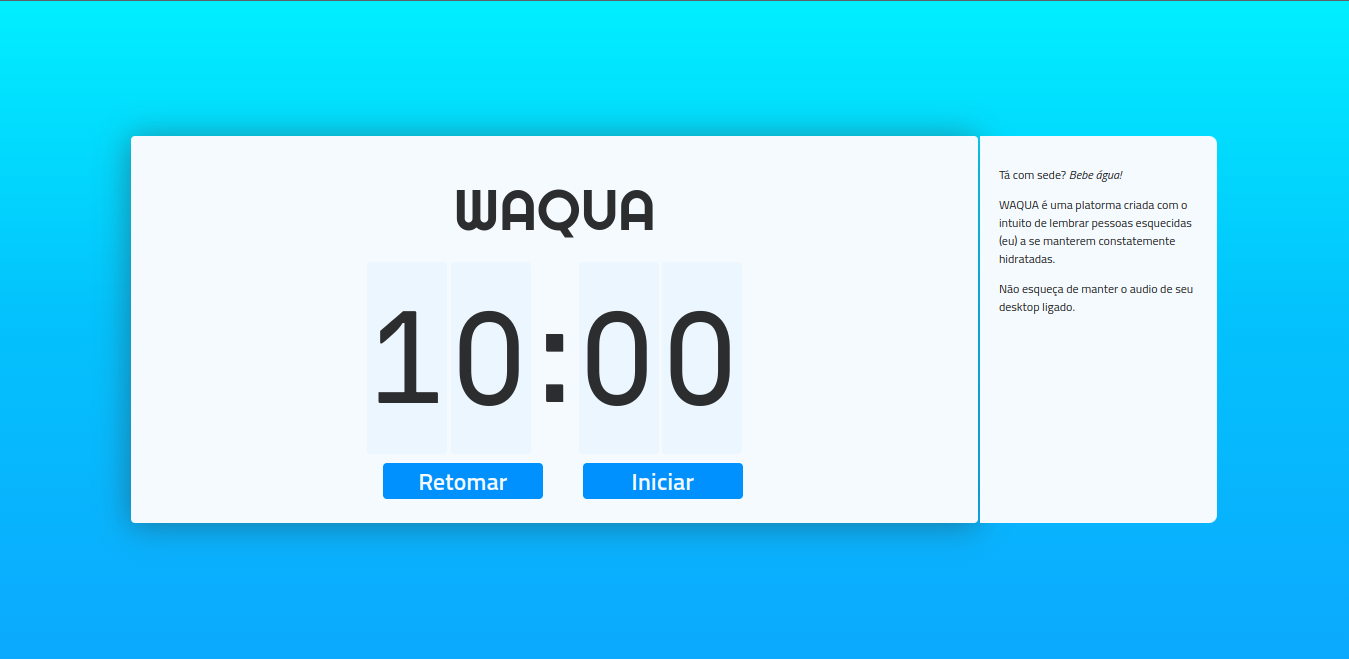 WAQUA
10:00
Retomar
Iniciar
Tá com sede? Bebe água!
WAQUA é uma platorma criada com o
intuito de lembrar pessoas esquecidas
(eu) a se manterem constatemente
hidratadas.
Não esqueça de manter o audio de seu
desktop ligado.